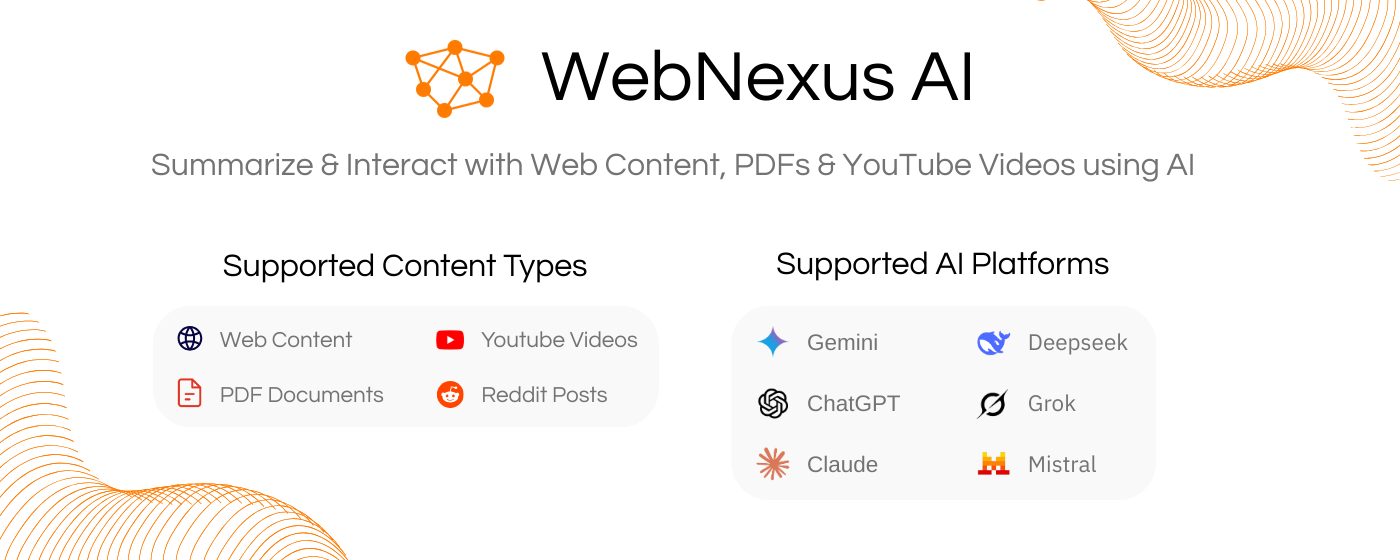 WebNexus AI
Summarize & Interact with Web Content, PDFs & YouTube Videos using AI
Supported Content Types
Web Content
Youtube Videos
PDF Documents
Reddit Posts
Supported AI Platforms
Gemini
Deepseek
ChatGPT
Grok
Claude
Mistral